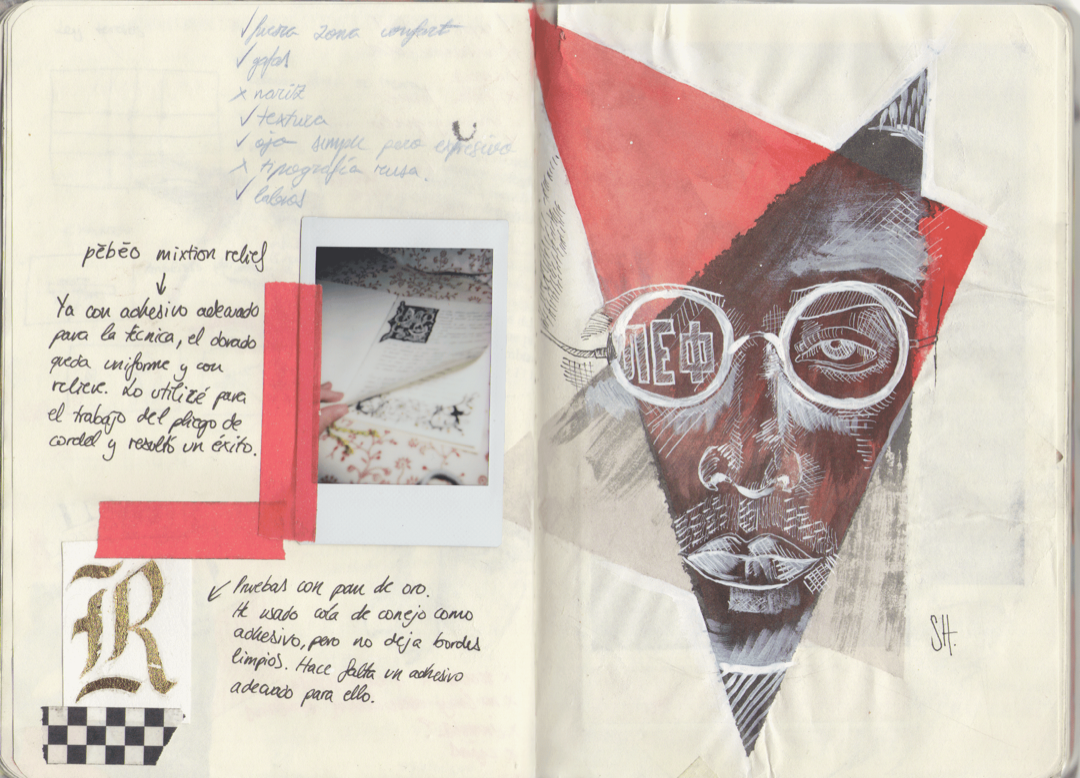 ✓ fuera zona confort
✓ gafas
× nariz
✓ textura
✓ ojo simple pero expresivo
× tipografía rusa.
✓ labios
pēbēo mixtion relief
↓
Ya con adhesivo adecuado
para la técnica, el dorado
queda uniforme y con
relieve. Lo utilizé para
el trabajo del pliego de
cordel y resultó un éxito.
R
↙ Pruebas con pan de oro.
He usado cola de conejo como
adhesivo, pero no deja bordes
limpios. Hace falta un adhesivo
adecuado para ello.
ЛЕФ
SH.